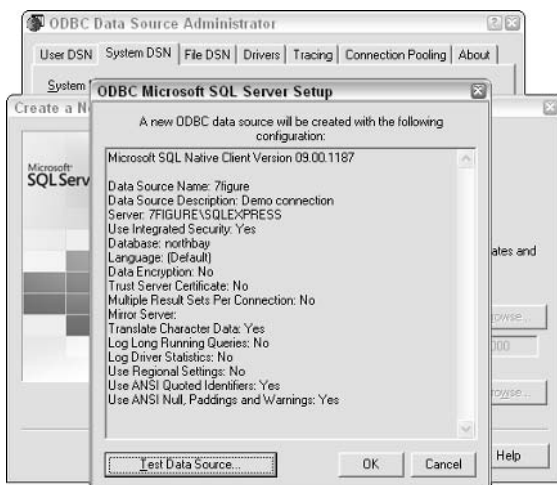 ODBC Data Source Administrator
User DSN System DSN File DSN Drivers Tracing Connection Pooling About
System
Create a N
ODBC Microsoft SQL Server Setup
A new ODBC data source will be created with the following
configuration:
Microsoft
SQL Serv
Microsoft SQL Native Client Version 09.00.1187
Data Source Name: 7figure
Data Source Description: Demo connection
Server: 7FIGURE\SQLEXPRESS
Use Integrated Security: Yes
Database: northbay
Language: (Default)
Data Encryption: No
Trust Server Certificate: No
Multiple Result Sets Per Connection: No
Mirror Server:
Translate Character Data: Yes
Log Long Running Queries: No
Log Driver Statistics: No
Use Regional Settings: No
Use ANSI Quoted Identifiers: Yes
Use ANSI Null, Paddings and Warnings: Yes
ates and
rowse...
000
rowse...
Test Data Source...
OK
Cancel
Help